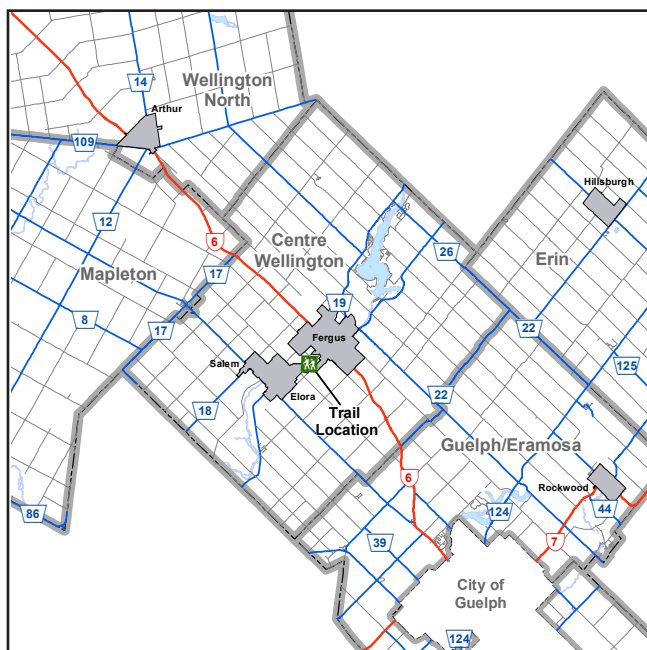 14
Wellington
North
Arthur
109
Hillsburgh
12
6
Centre
Wellington
26
Erin
Mapleton
17
19
8
17
22
Fergus
Salem
125
Elora
22
18
Trail
Location
Guelph/Eramosa
6
Rockwood
86
124
44
39
7
City of
Guelph
124